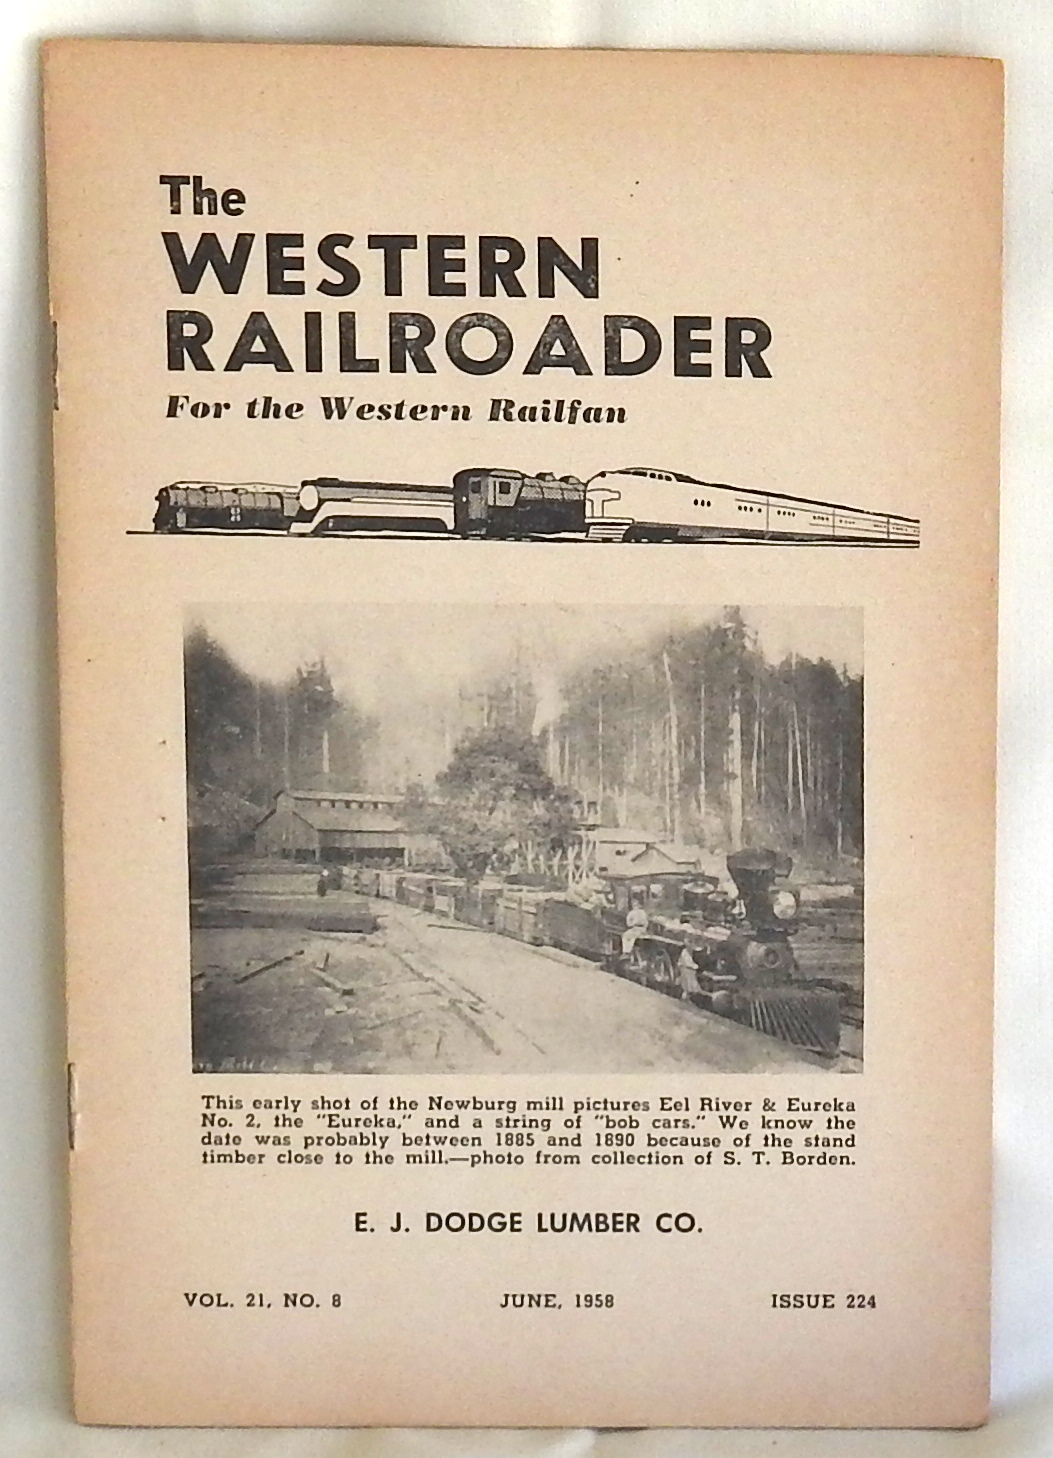 The
WESTERN
RAILROADER
For the Western Railfan
This early shot of the Newburg mill pictures Eel River & Eureka
No. 2, the "Eureka," and a string of "bob cars." We know the
date was probably between 1885 and 1890 because of the stand
timber close to the mill.—photo from collection of S. T. Borden.
E. J. DODGE LUMBER CO.
VOL. 21, NO. 8
JUNE, 1958
ISSUE 224